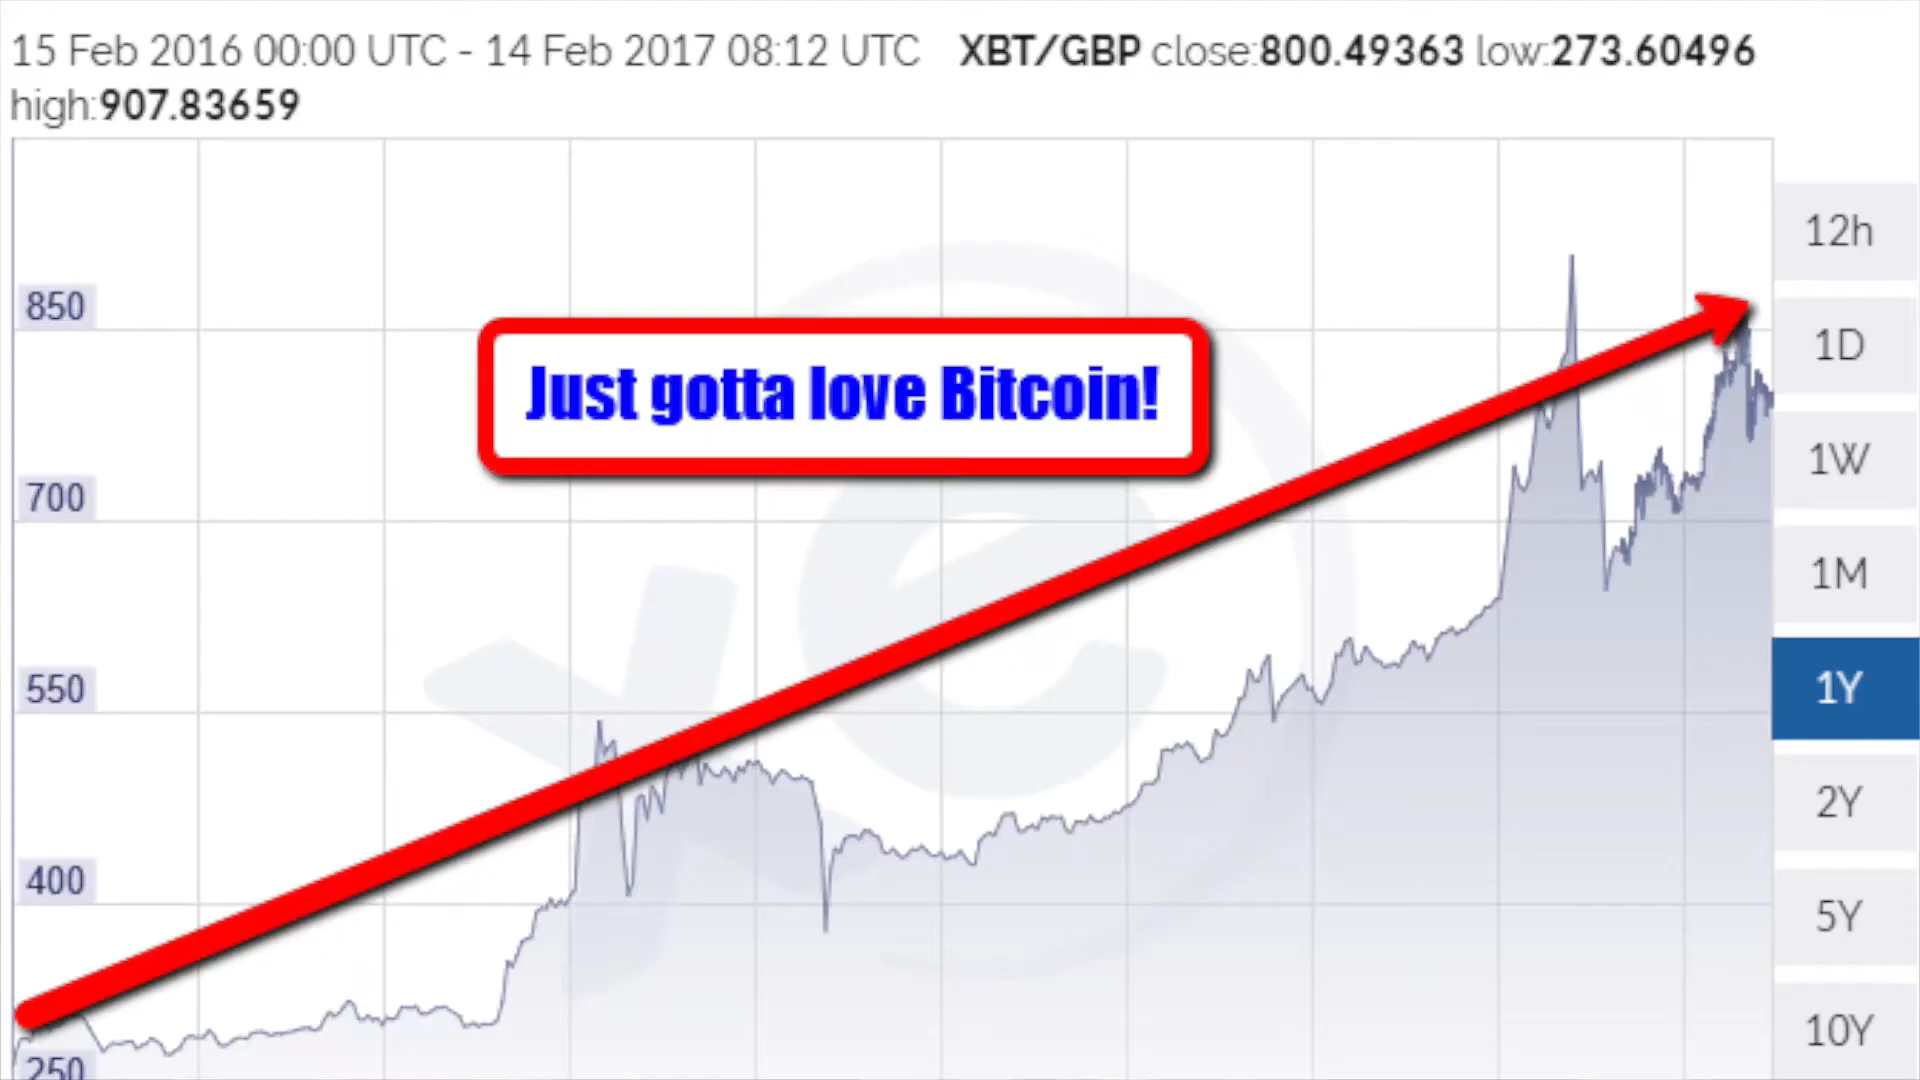 15 Feb 2016 00:00 UTC - 14 Feb 2017 08:12 UTC XBT/GBP close:800.49363 low:273.60496
high:907.83659
12h
850
1D
Just gotta love Bitcoin!
1W
700
1M
550
1Y
2Y
400
5Y
10Y
250
xe